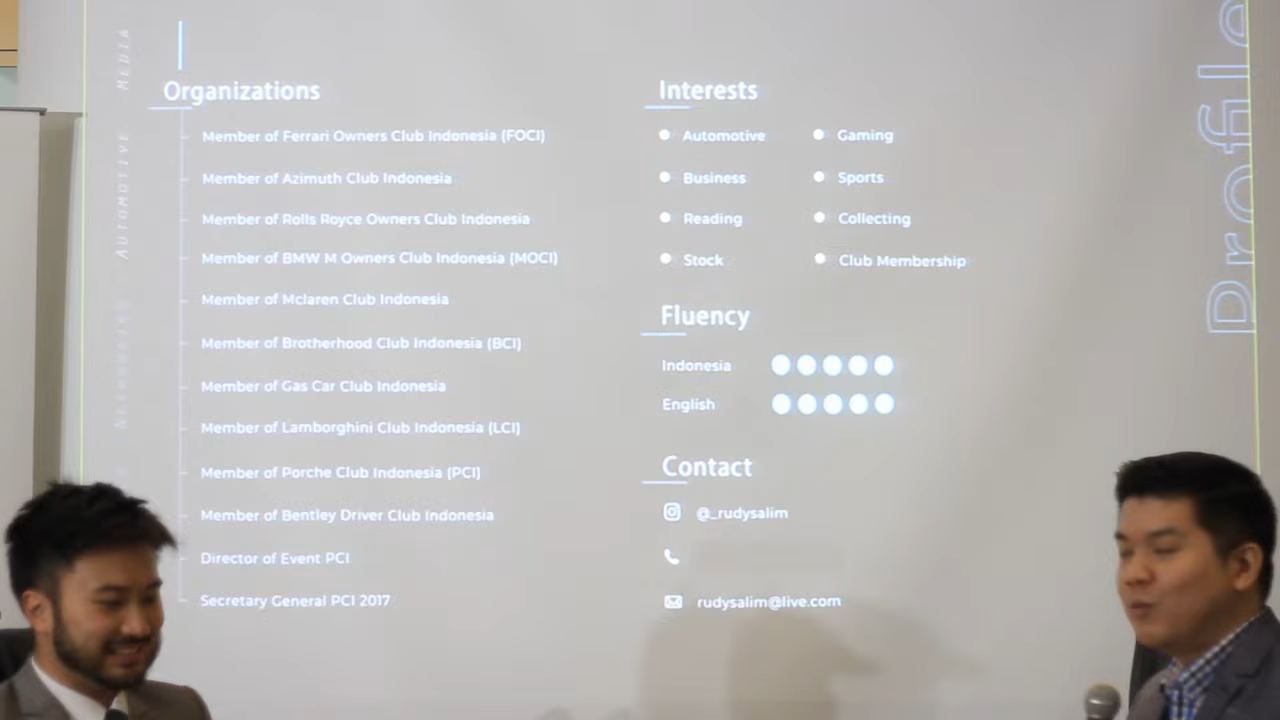 MEDIA
AUTOMOTIVE
NETWORKING
Profile
Organizations
Member of Ferrari Owners Club Indonesia (FOCI)
Member of Azimuth Club Indonesia
Member of Rolls Royce Owners Club Indonesia
Member of BMW M Owners Club Indonesia (MOCI)
Member of Mclaren Club Indonesia
Member of Brotherhood Club Indonesia (BCI)
Member of Gas Car Club Indonesia
Member of Lamborghini Club Indonesia (LCI)
Member of Porche Club Indonesia (PCI)
Member of Bentley Driver Club Indonesia
Director of Event PCI
Secretary General PCI 2017
Interests
Automotive
Gaming
Business
Sports
Reading
Collecting
Stock
Club Membership
Fluency
Indonesia
English
Contact
@_rudysalim
rudysalim@live.com